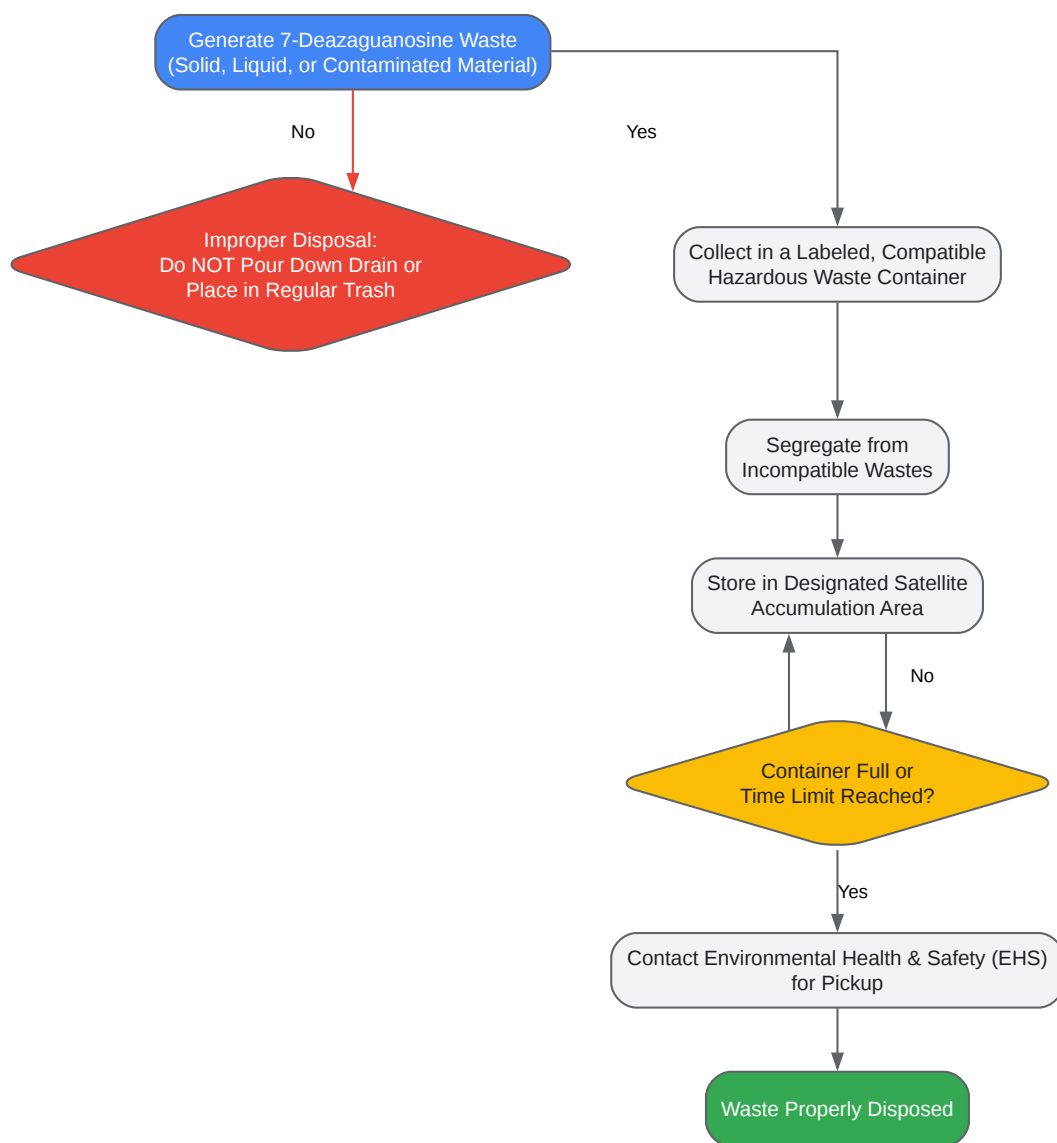 Generate 7-Deazaguanosine Waste
(Solid, Liquid, or Contaminated Material)
No
Yes
Improper Disposal:
Do NOT Pour Down Drain or
Place in Regular Trash
Collect in a Labeled, Compatible
Hazardous Waste Container
Segregate from
Incompatible Wastes
Store in Designated Satellite
Accumulation Area
No
Container Full or
Time Limit Reached?
Yes
Contact Environmental Health & Safety (EHS)
for Pickup
Waste Properly Disposed